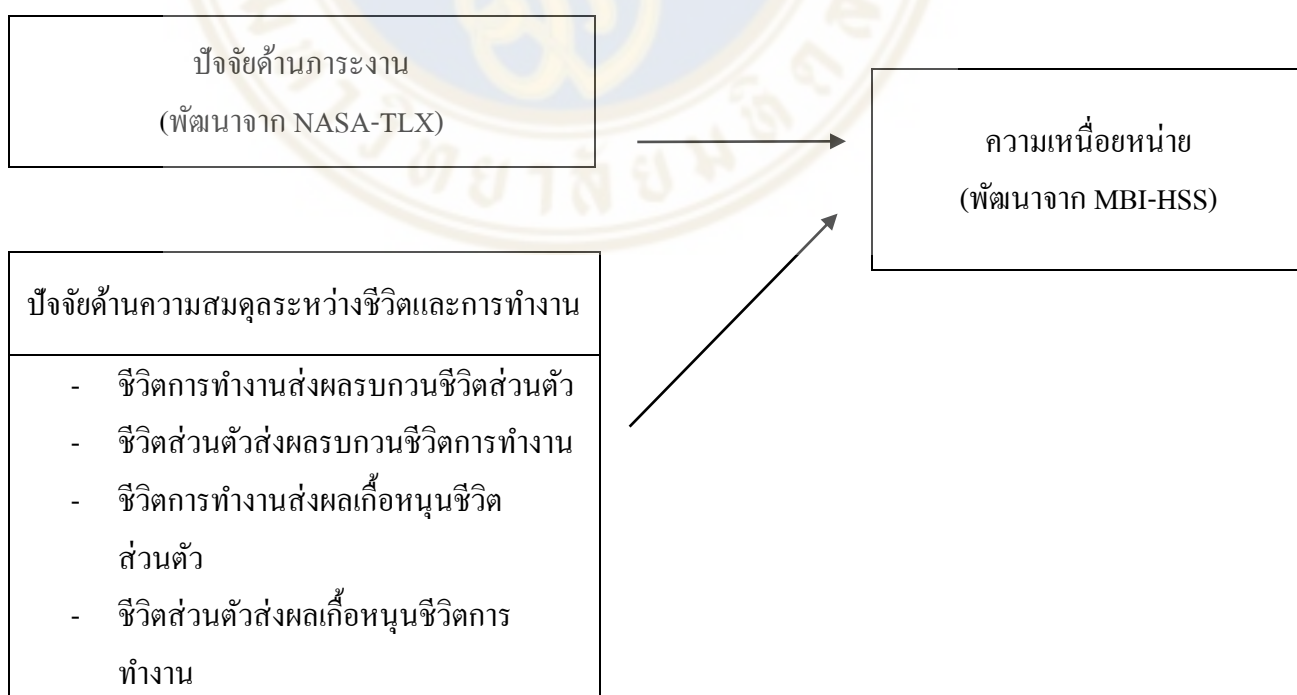 ปัจจัยด้านภาระงาน
(พัฒนาจาก NASA-TLX)
ความเหนื่อยหน่าย
(พัฒนาจาก MBI-HSS)
ปัจจัยด้านความสมดุลระหว่างชีวิตและการทำงาน
- ชีวิตการทำงานส่งผลรบกวนชีวิตส่วนตัว
- ชีวิตส่วนตัวส่งผลรบกวนชีวิตการทำงาน
- ชีวิตการทำงานส่งผลเกื้อหนุนชีวิต
ส่วนตัว
- ชีวิตส่วนตัวส่งผลเกื้อหนุนชีวิตการ
ทำงาน